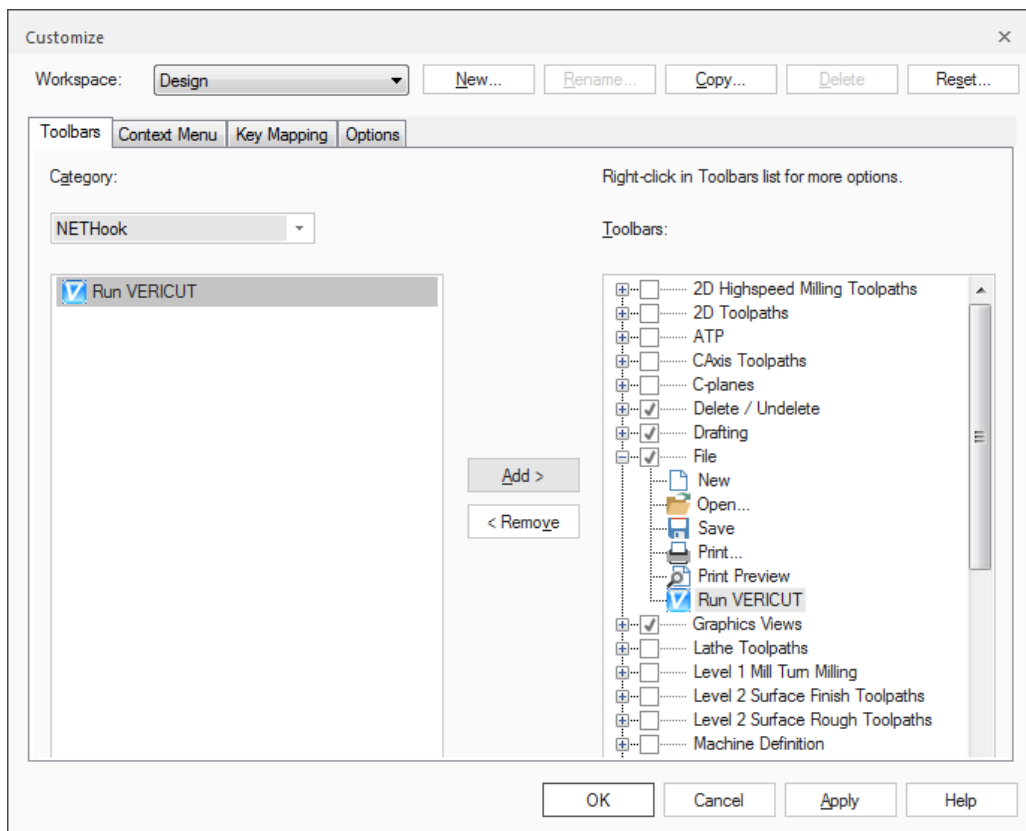 Customize
Workspace: Design New... Rename... Copy... Delete Reset...
Toolbars Context Menu Key Mapping Options
Category:
NETHook
Run VERICUT
Add >
< Remove
Right-click in Toolbars list for more options.
Toolbars:
2D Highspeed Milling Toolpaths
2D Toolpaths
ATP
CAxis Toolpaths
C-planes
Delete / Undelete
Drafting
File
New
Open...
Save
Print...
Print Preview
Run VERICUT
Graphics Views
Lathe Toolpaths
Level 1 Mill Turn Milling
Level 2 Surface Finish Toolpaths
Level 2 Surface Rough Toolpaths
Machine Definition
OK Cancel Apply Help